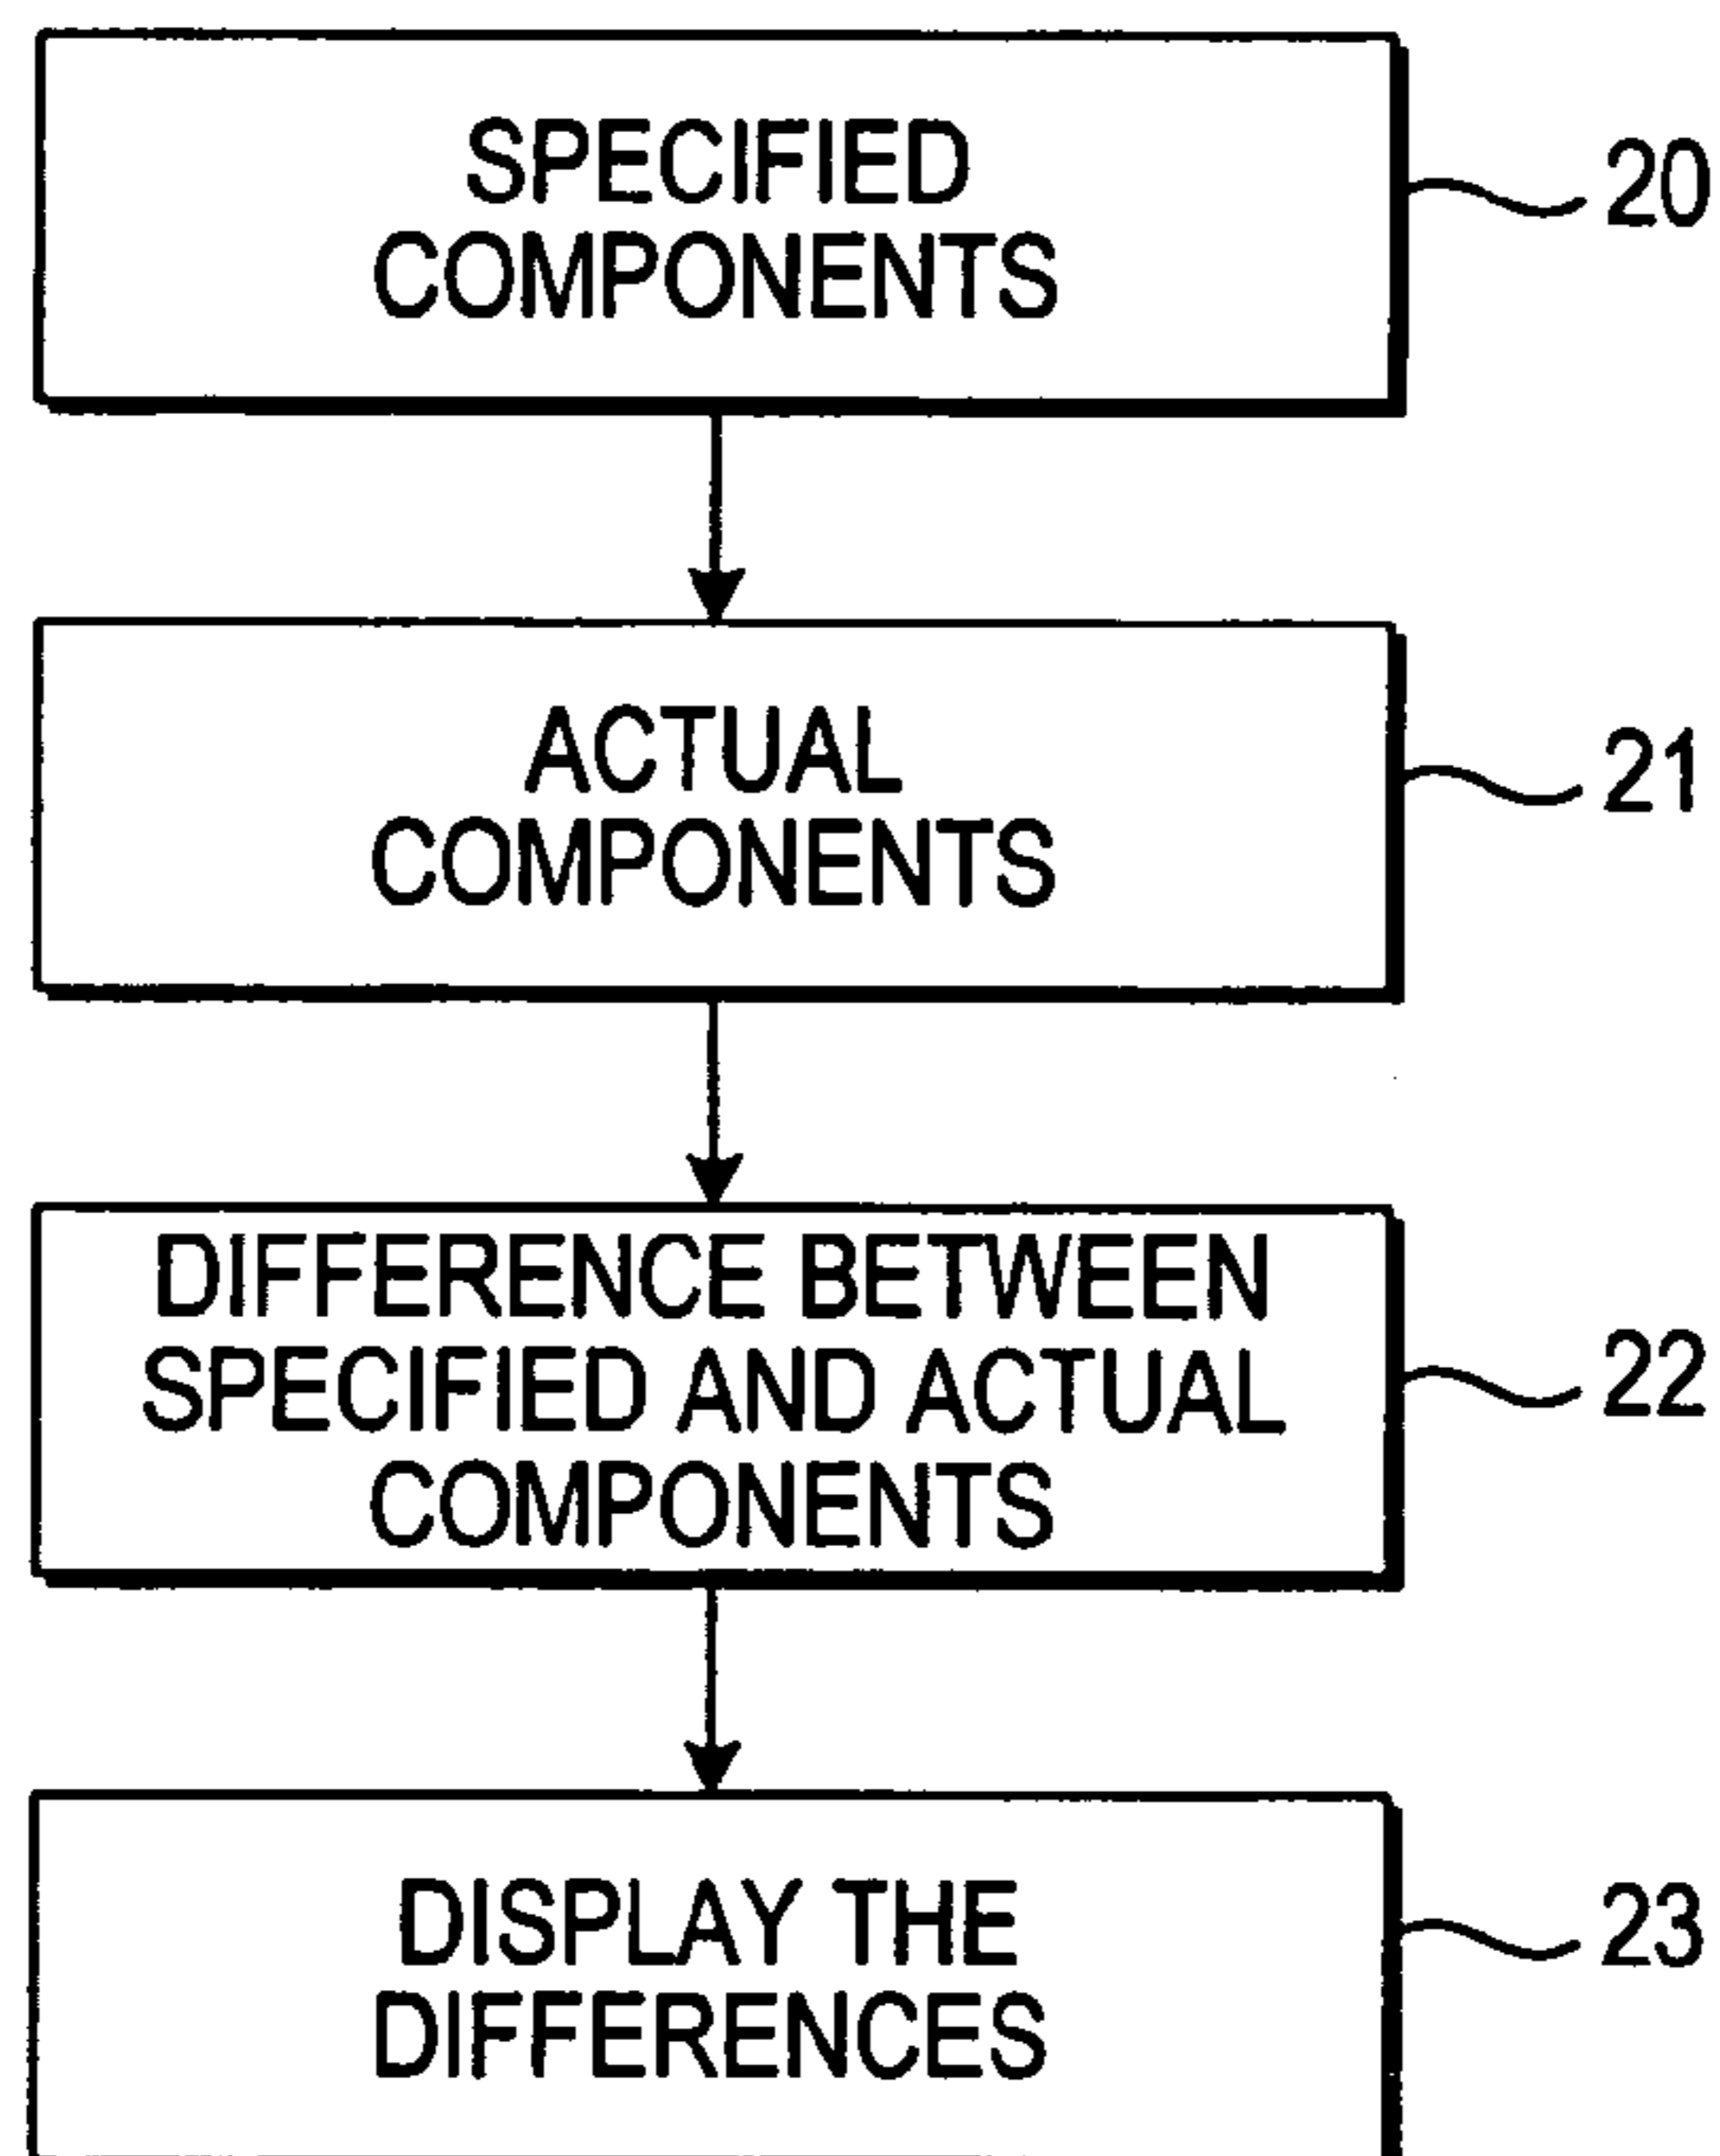 SPECIFIED
COMPONENTS
20
ACTUAL
COMPONENTS
21
DIFFERENCE BETWEEN
SPECIFIED AND ACTUAL
COMPONENTS
22
DISPLAY THE
DIFFERENCES
23